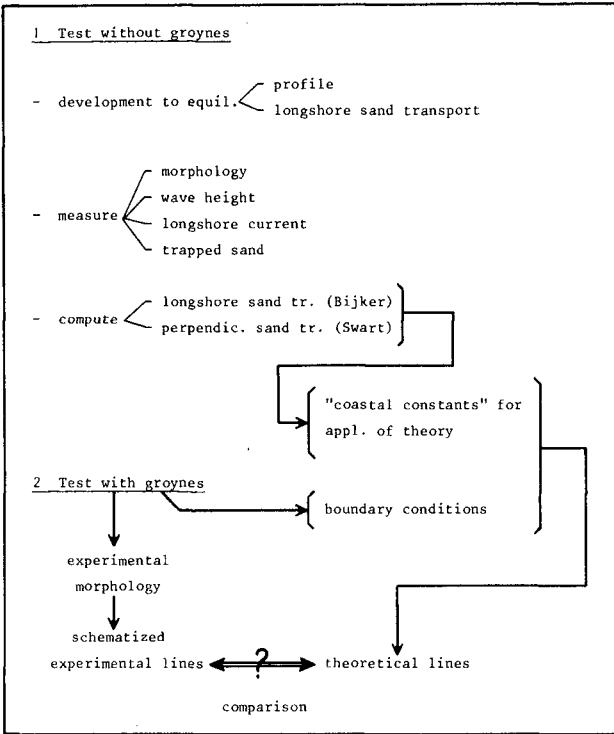 1 Test without groynes
- development to equil.
profile
longshore sand transport
- measure
morphology
wave height
longshore current
trapped sand
- compute
longshore sand tr. (Bijker)
perpendic. sand tr. (Swart)
"coastal constants" for
appl. of theory
2 Test with groynes
boundary conditions
experimental
morphology
schematized
experimental lines
?
theoretical lines
comparison